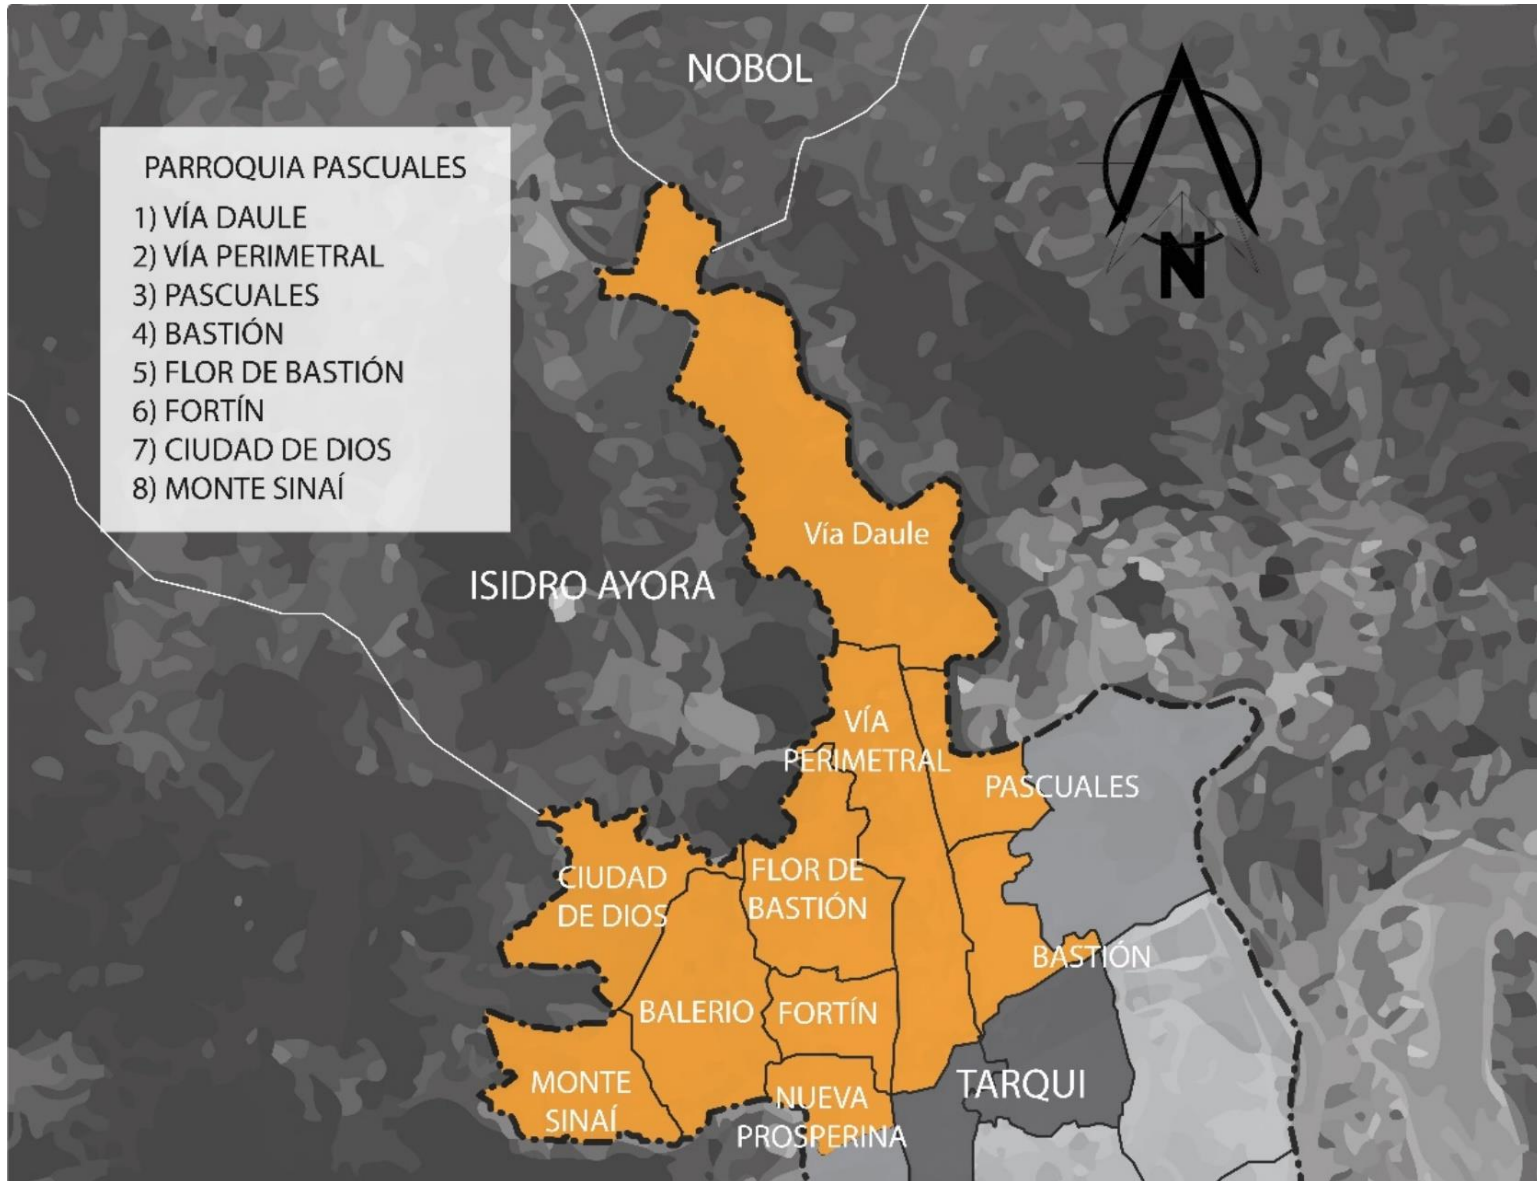 NOBOL
PARROQUIA PASCUALES
1) VÍA DAULE
2) VÍA PERIMETRAL
3) PASCUALES
4) BASTIÓN
5) FLOR DE BASTIÓN
6) FORTÍN
7) CIUDAD DE DIOS
8) MONTE SINAÍ
N
Vía Daule
ISIDRO AYORA
VÍA
PERIMETRAL
PASCUALES
CIUDAD
DE DIOS
FLOR DE
BASTIÓN
BASTIÓN
BALERIO
FORTÍN
MONTE
SINAÍ
NUEVA
PROSPERINA
TARQUI